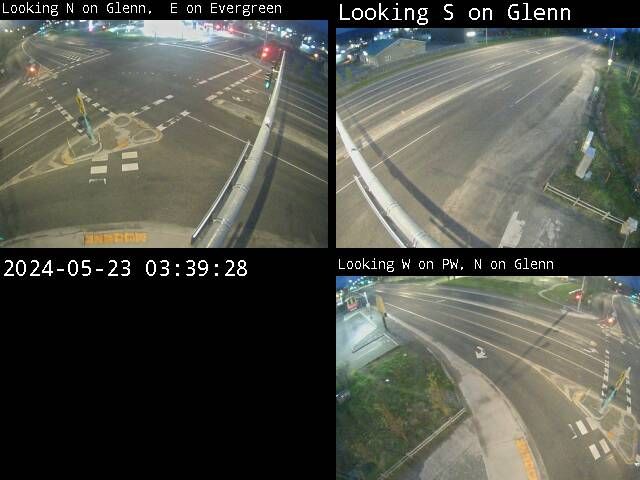 Looking N on Glenn, E on Evergreen
Looking S on Glenn
2024-05-23 03:39:28
Looking W on PW, N on Glenn